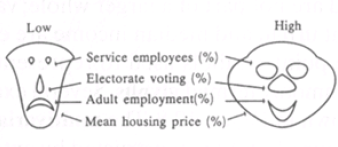 Low
High
Service employees (%)
Electorate voting (%)
Adult employment(%)
Mean housing price (%)